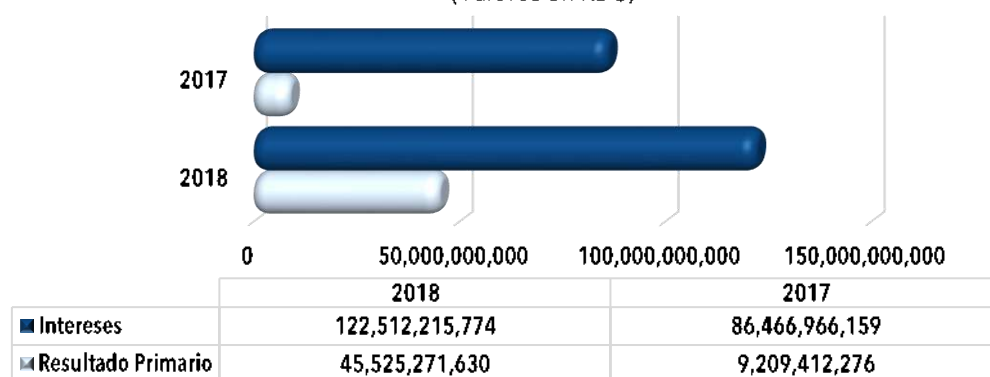 2017
2018
0 50,000,000,000 100,000,000,000 150,000,000,000
2018 2017
Intereses 122,512,215,774 86,466,966,159
Resultado Primario 45,525,271,630 9,209,412,276